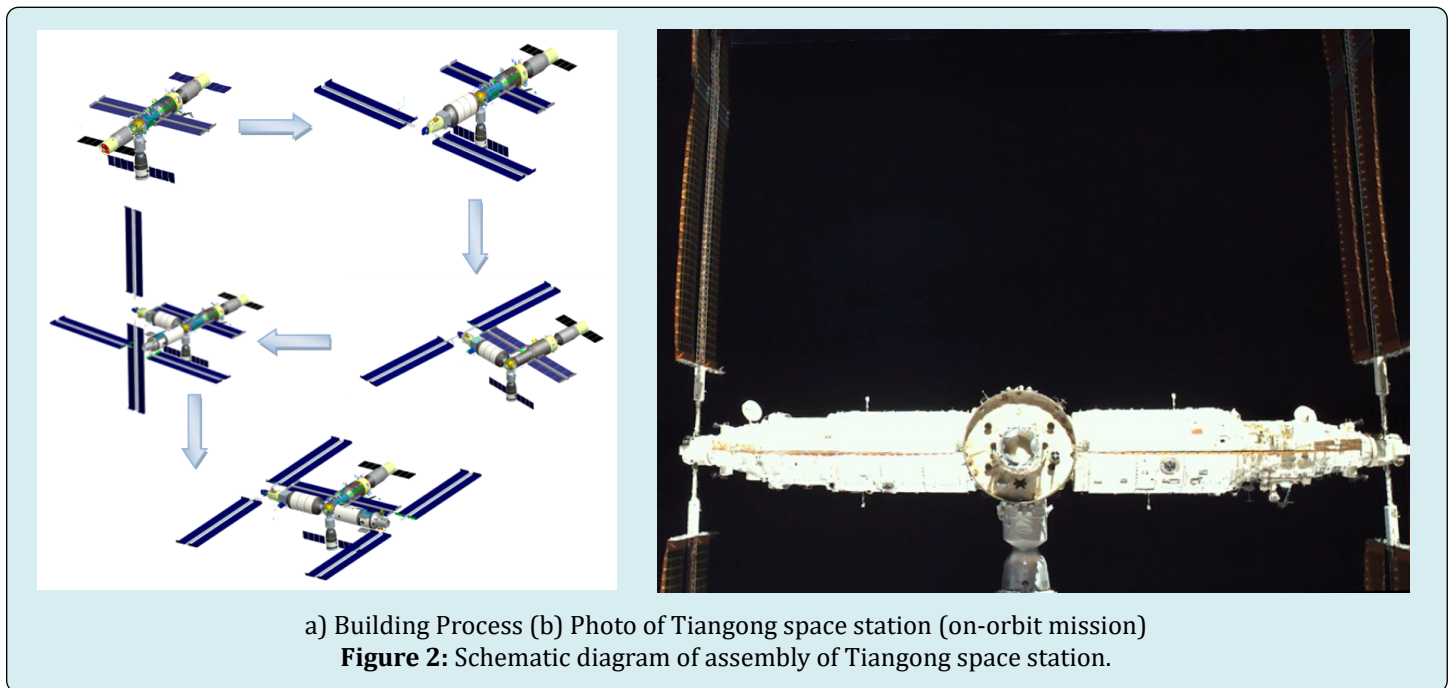 a) Building Process (b) Photo of Tiangong space station (on-orbit mission)
Figure 2: Schematic diagram of assembly of Tiangong space station.